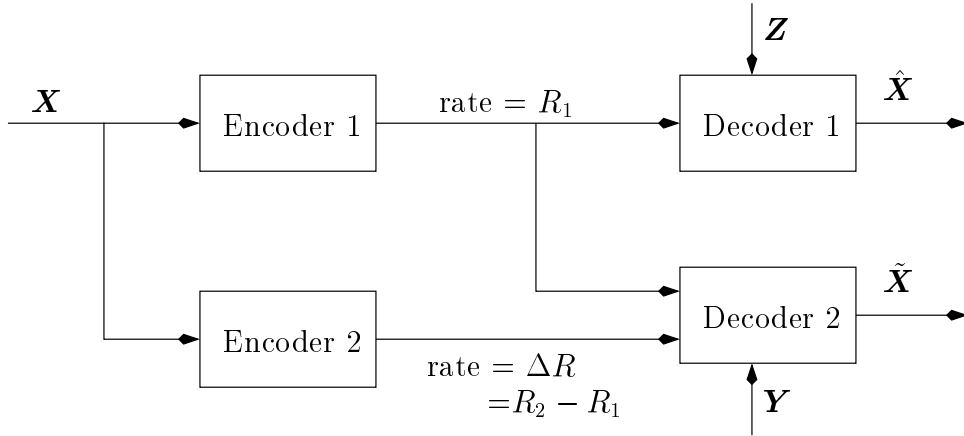 Z
X
X̂
rate = R₁
Encoder 1
Decoder 1
X̃
Decoder 2
Encoder 2
rate = ΔR
=R₂ − R₁
Y